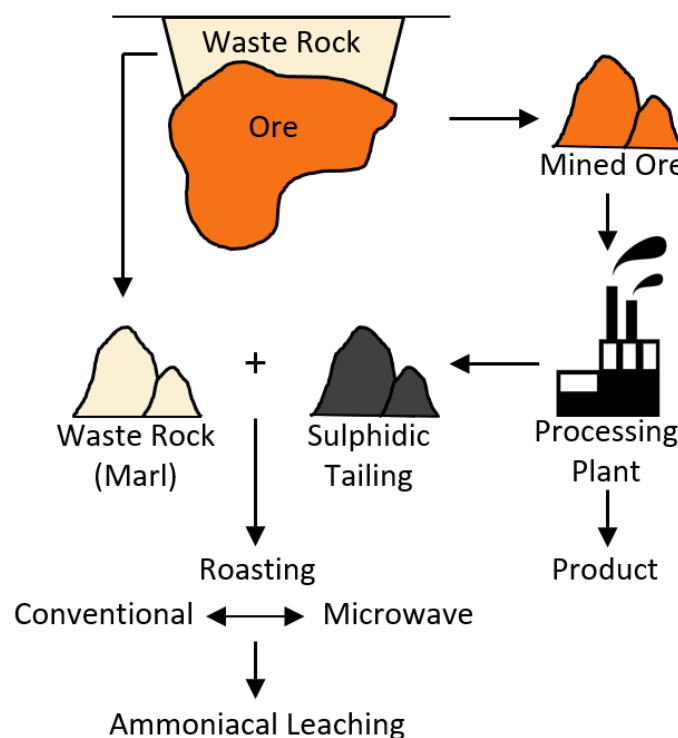 Waste Rock
Ore
Mined Ore
Waste Rock
(Marl)
+
Sulphidic
Tailing
Processing
Plant
Roasting
Product
Conventional
Microwave
Ammoniacal Leaching